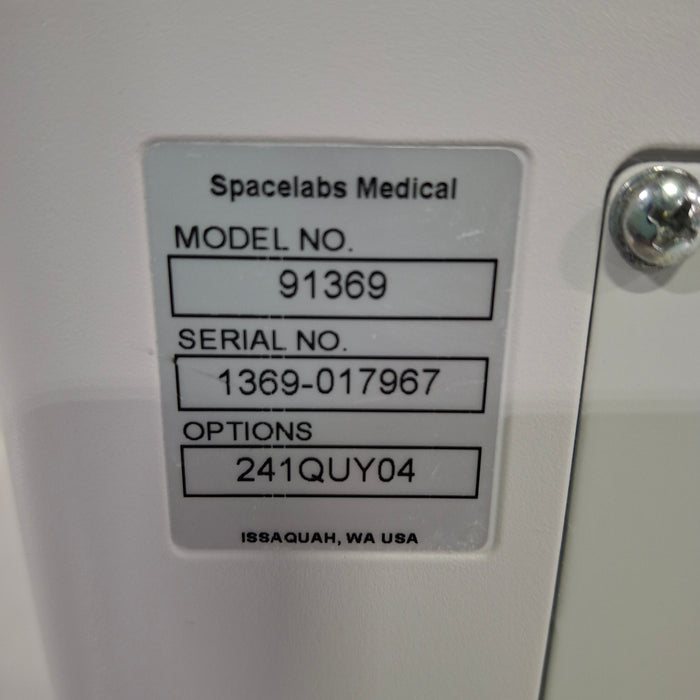 Spacelabs Medical
MODEL NO.
91369
SERIAL NO.
1369-017967
OPTIONS
241QUY04
ISSAQUAH, WA USA